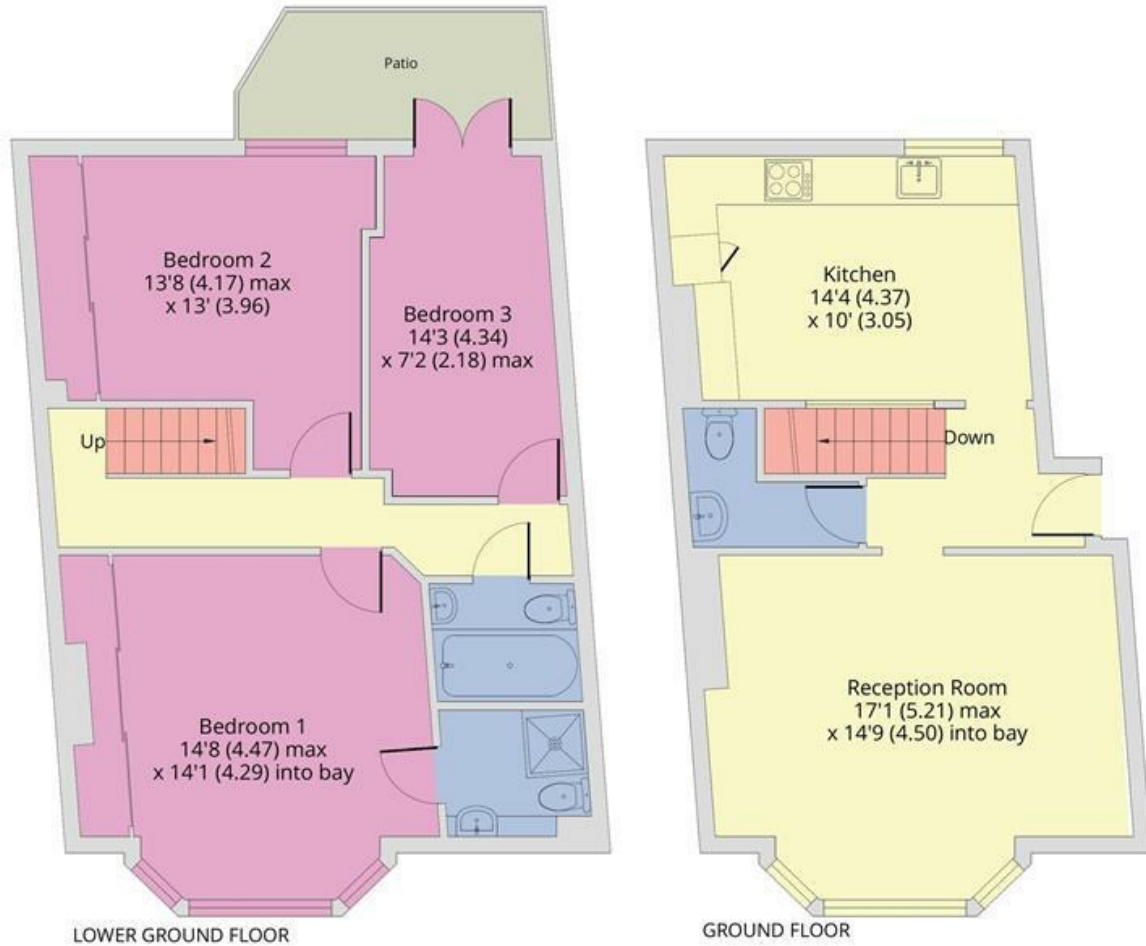 Patio
Bedroom 2
13'8 (4.17) max
x 13' (3.96)
Bedroom 3
14'3 (4.34)
x 7'2 (2.18) max
Up
Bedroom 1
14'8 (4.47) max
x 14'1 (4.29) into bay
LOWER GROUND FLOOR
Kitchen
14'4 (4.37)
x 10' (3.05)
Down
Reception Room
17'1 (5.21) max
x 14'9 (4.50) into bay
GROUND FLOOR